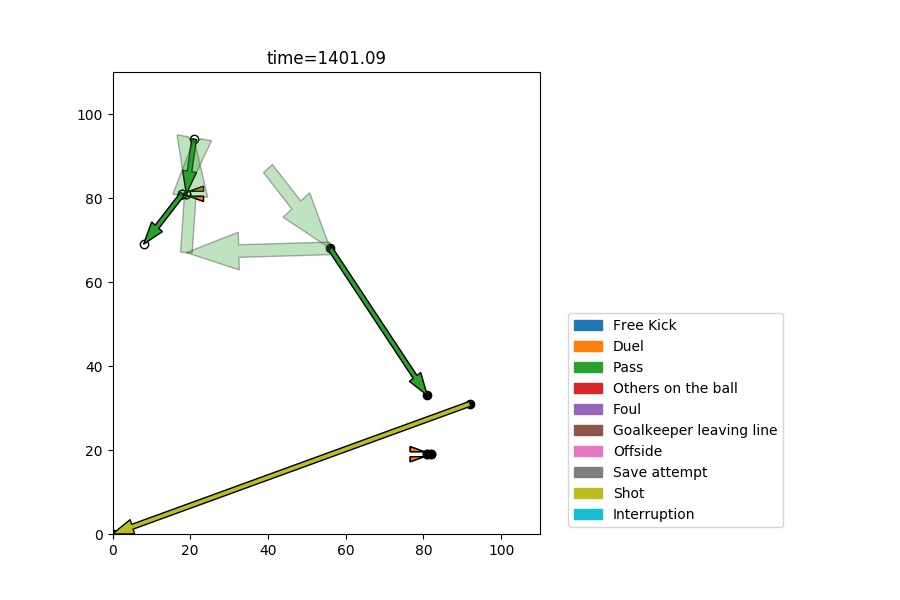 time=1401.09
100
80
60
40
20
0
0 20 40 60 80 100
Free Kick
Duel
Pass
Others on the ball
Foul
Goalkeeper leaving line
Offside
Save attempt
Shot
Interruption